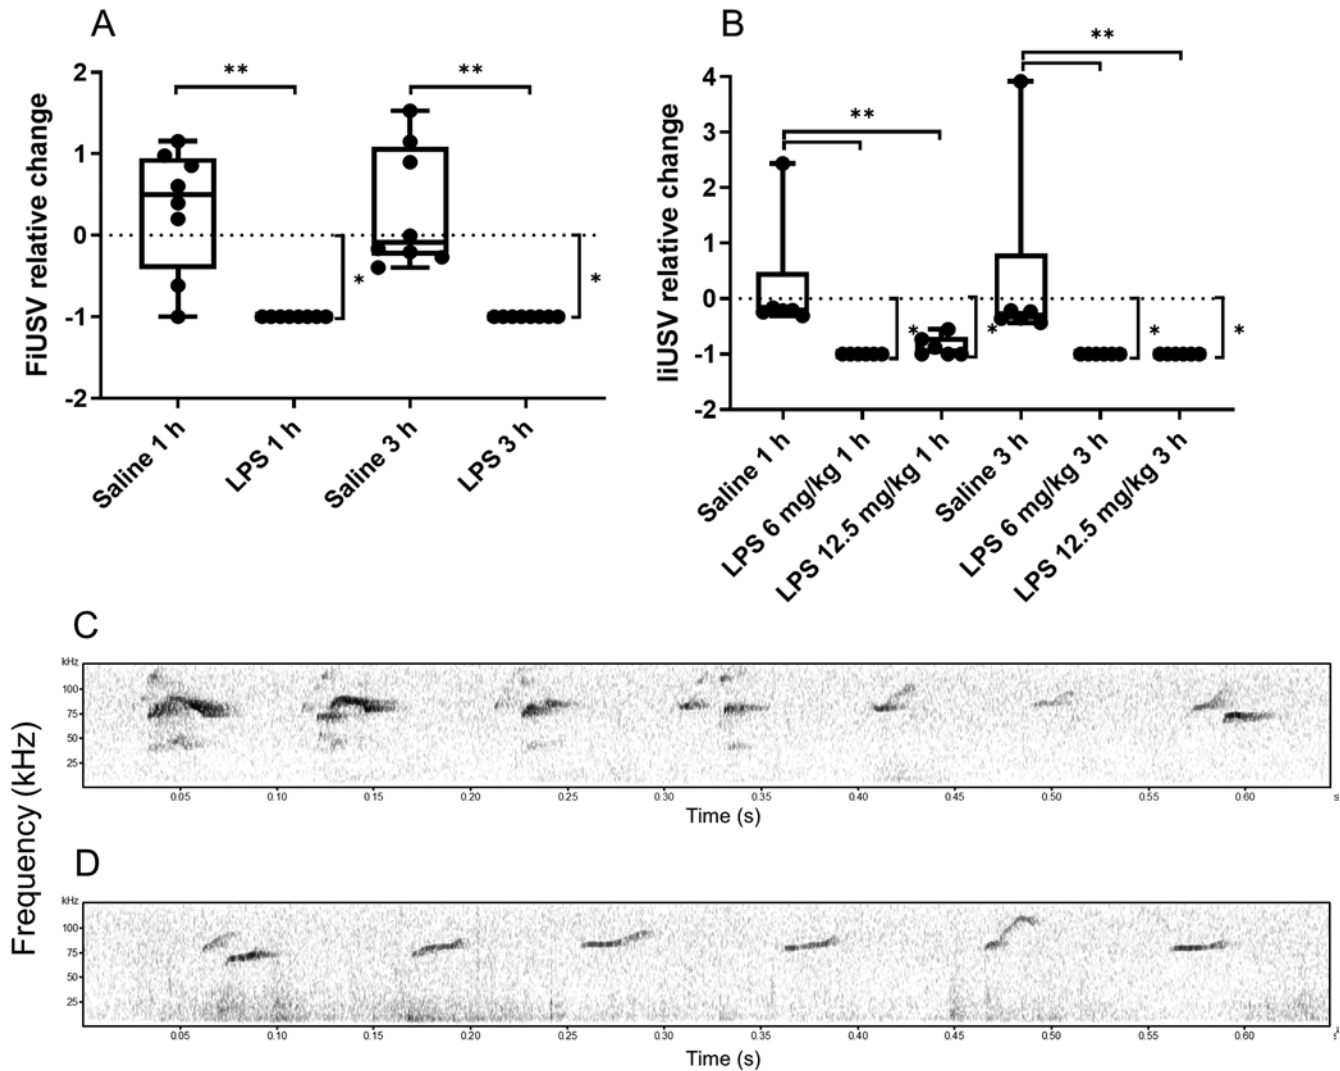 A
FiUSV relative change
2
1
0
-1
-2
**
**
*
*
Saline 1 h
LPS 1 h
Saline 3 h
LPS 3 h
B
IiUSV relative change
4
3
2
1
0
-1
-2
**
**
*
*
*
*
Saline 1 h
LPS 6 mg/kg 1 h
LPS 12.5 mg/kg 1 h
Saline 3 h
LPS 6 mg/kg 3 h
LPS 12.5 mg/kg 3 h
Frequency (kHz)
C
kHz
100
75
50
25
0.05 0.10 0.15 0.20 0.25 0.30 0.35 0.40 0.45 0.50 0.55 0.60 s
Time (s)
D
kHz
100
75
50
25
0.05 0.10 0.15 0.20 0.25 0.30 0.35 0.40 0.45 0.50 0.55 0.60
Time (s)